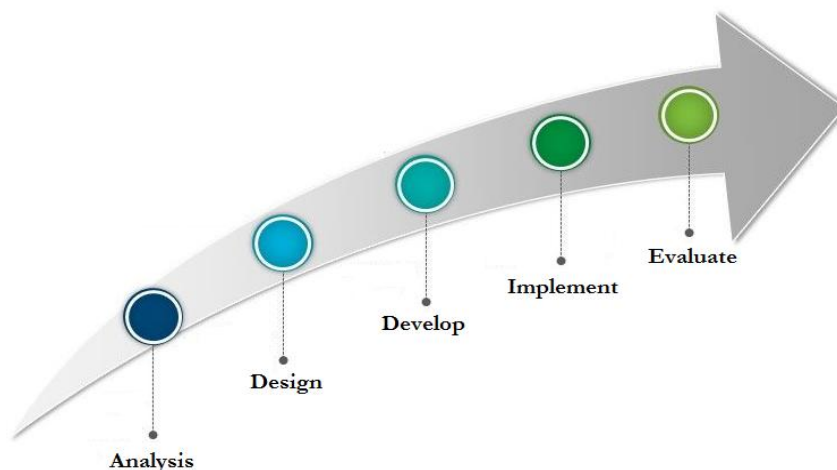 Analysis
Design
Develop
Implement
Evaluate